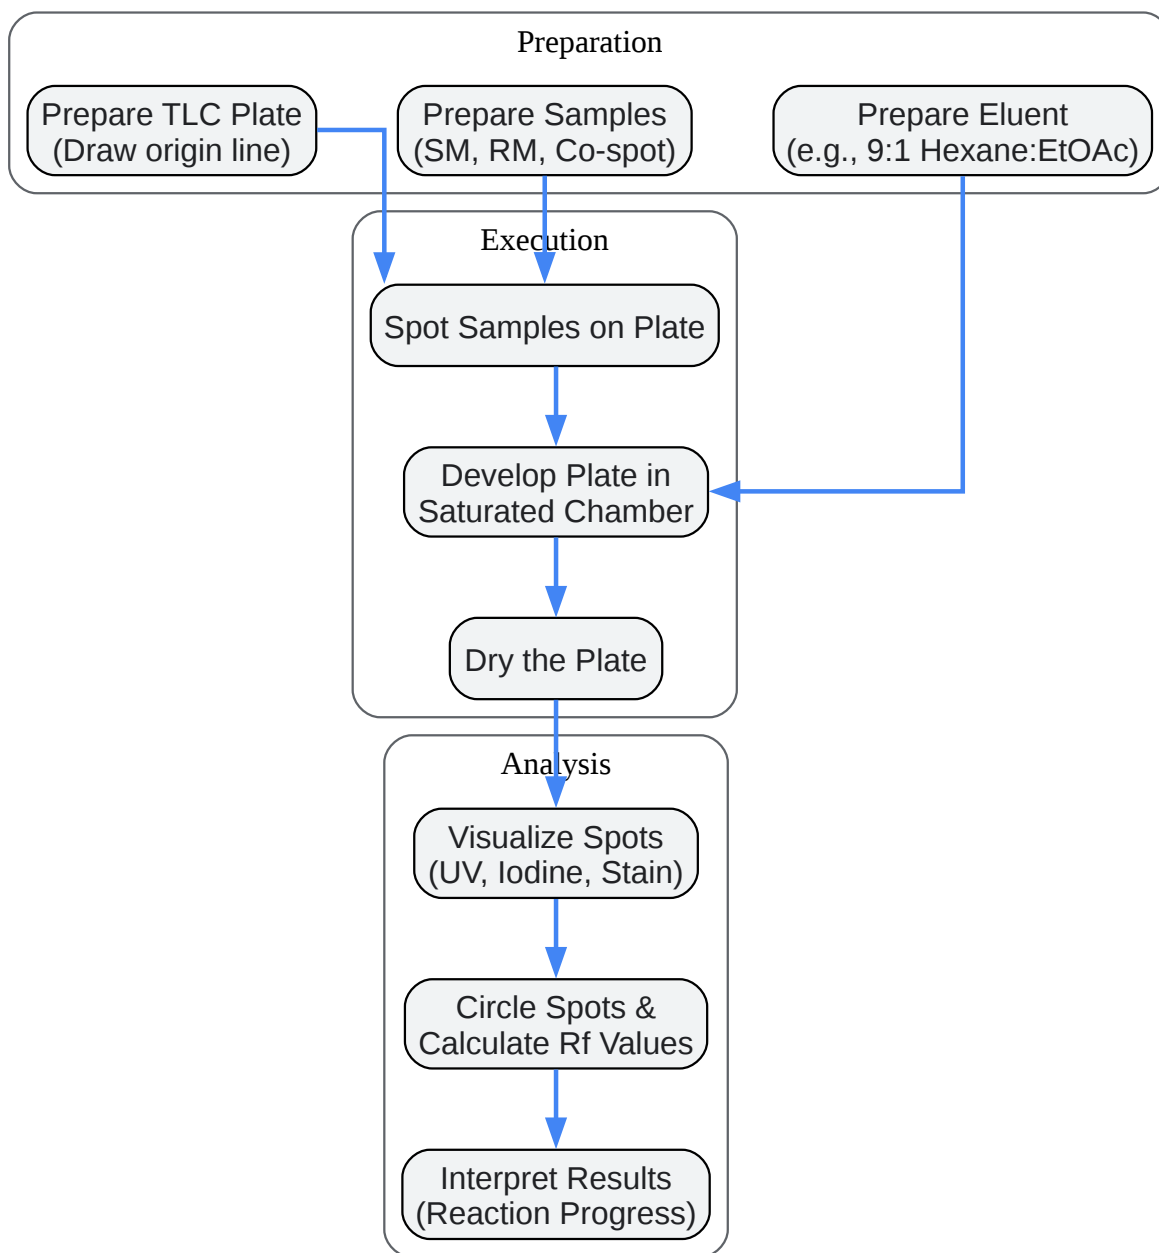 Preparation
Prepare TLC Plate
(Draw origin line)
Prepare Samples
(SM, RM, Co-spot)
Prepare Eluent
(e.g., 9:1 Hexane:EtOAc)
Execution
Spot Samples on Plate
Develop Plate in
Saturated Chamber
Dry the Plate
Analysis
Visualize Spots
(UV, Iodine, Stain)
Circle Spots &
Calculate Rf Values
Interpret Results
(Reaction Progress)